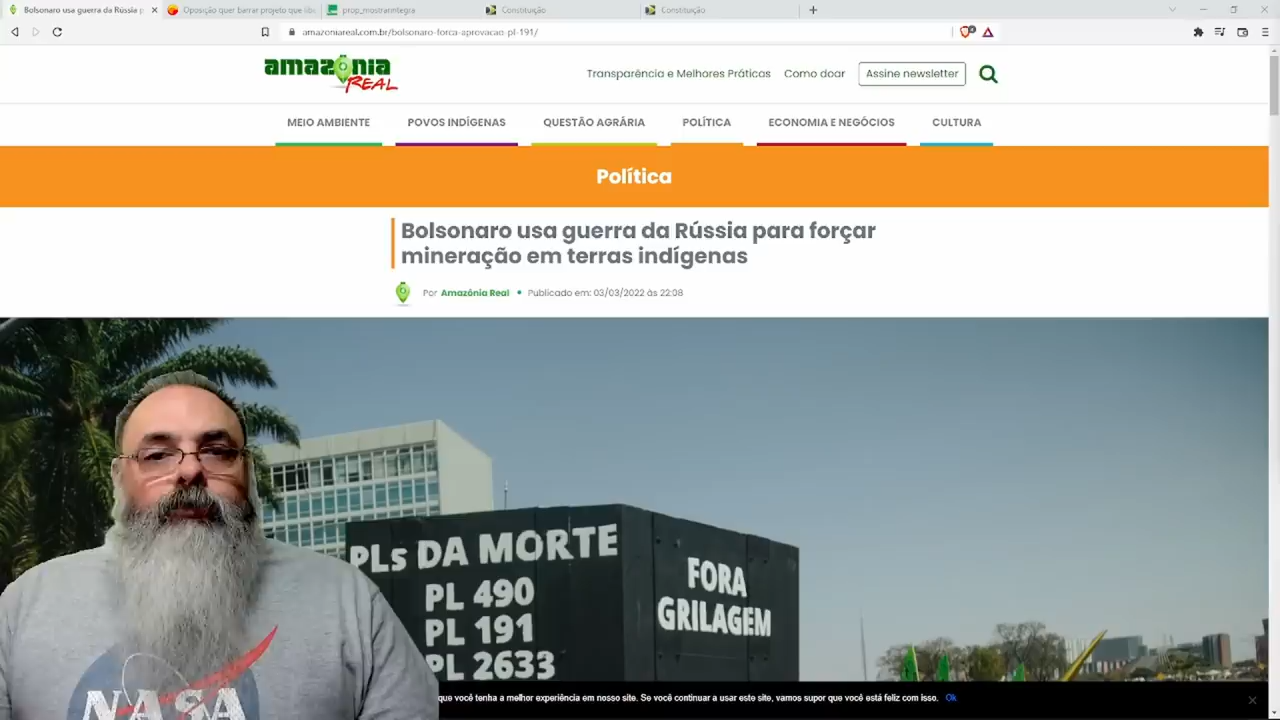 Bolsonaro usa guerra da Rússia p
Oposição quer barrar projeto que lib
prop_mostrarintegra
Constituição
Constituição
amazoniareal.com.br/bolsonaro-forca-aprovacao-pl-191/
amazônia
REAL
Transparência e Melhores Práticas Como doar Assine newsletter
MEIO AMBIENTE POVOS INDÍGENAS QUESTÃO AGRÁRIA POLÍTICA ECONOMIA E NEGÓCIOS CULTURA
Política
Bolsonaro usa guerra da Rússia para forçar
mineração em terras indígenas
Por Amazônia Real • Publicado em: 03/03/2022 às 22:08
PLs DA MORTE
PL 490
PL 191
PL 2633
FORA
GRILAGEM
NASA
que você tenha a melhor experiência em nosso site. Se você continuar a usar este site, vamos supor que você está feliz com isso. Ok